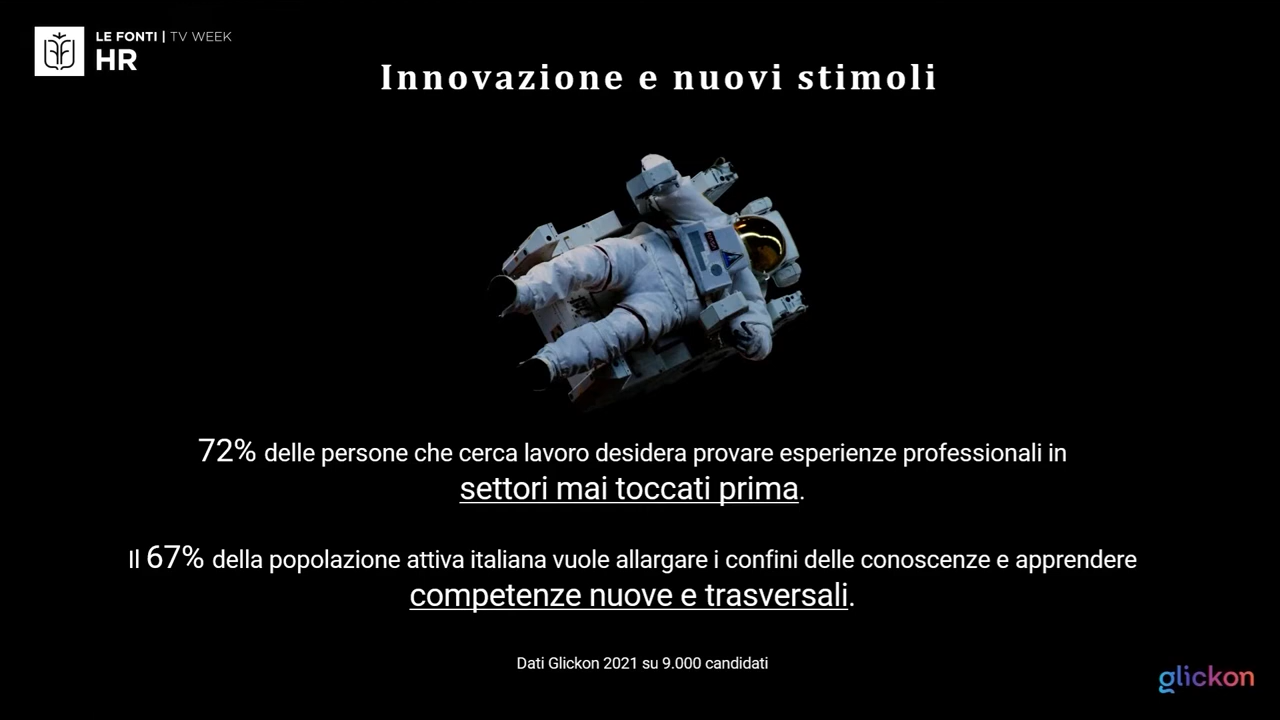 LE FONTI | TV WEEK
HR
Innovazione e nuovi stimoli
72% delle persone che cerca lavoro desidera provare esperienze professionali in
settori mai toccati prima.
Il 67% della popolazione attiva italiana vuole allargare i confini delle conoscenze e apprendere
competenze nuove e trasversali.
Dati Glickon 2021 su 9.000 candidati
glickon